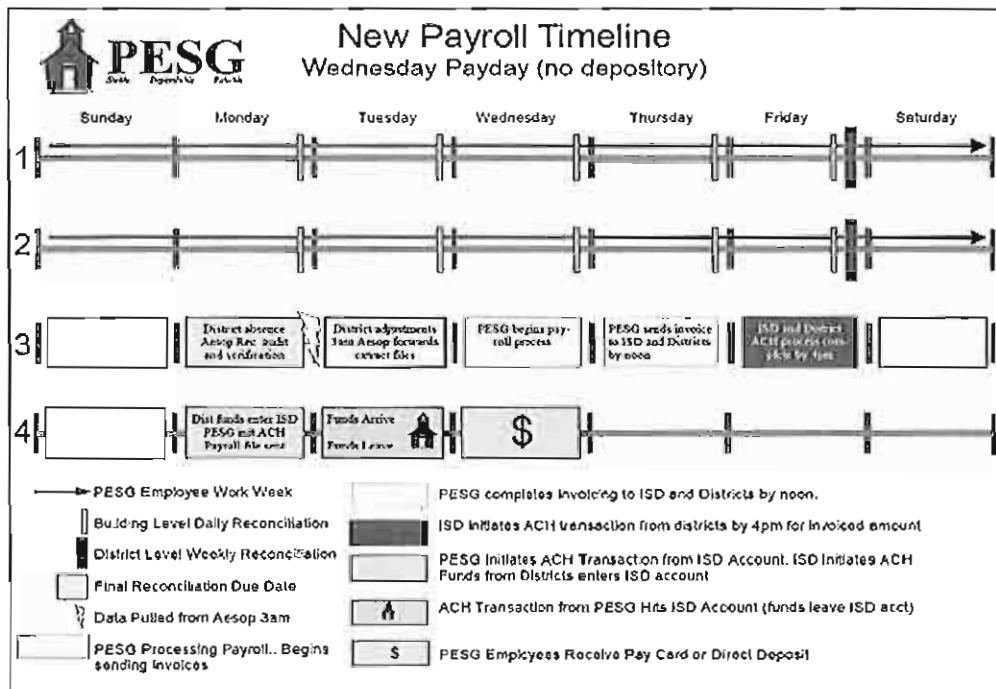 PESG
New Payroll Timeline
Wednesday Payday (no depository)
Sunday Monday Tuesday Wednesday Thursday Friday Saturday
1
2
3
District absence
Aesop Rec. audit
and verification
District adjustments
3am Aesop forwards
extract files
PESG begins pay-
roll process
PESG sends invoice
to ISD and Districts
by noon
ISD and District
ACH process com-
plete by 4pm
4
Dist funds enter ISD
PESG init ACH
Payroll file sent
Funds Arrive
Funds Leave
$
PESG Employee Work Week
Building Level Daily Reconciliation
District Level Weekly Reconciliation
Final Reconciliation Due Date
Data Pulled from Aesop 3am
PESG Processing Payroll.. Begins
sending Invoices
PESG completes Invoicing to ISD and Districts by noon.
ISD Initiates ACH transaction from districts by 4pm for Invoiced amount
PESG Initiates ACH Transaction from ISD Account. ISD Initiates ACH
Funds from Districts enters ISD account
ACH Transaction from PESG Hits ISD Account (funds leave ISD acct)
$
PESG Employees Receive Pay Card or Direct Deposit